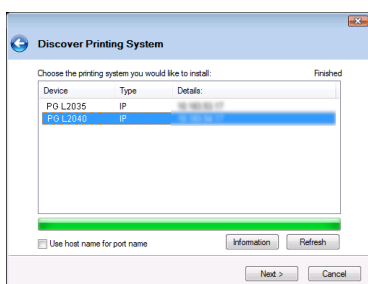 Discover Printing System
Choose the printing system you would like to install: Finished
Device Type Details:
PG L2035 IP
PG L2040 IP
Use host name for port name Information Refresh
Next > Cancel